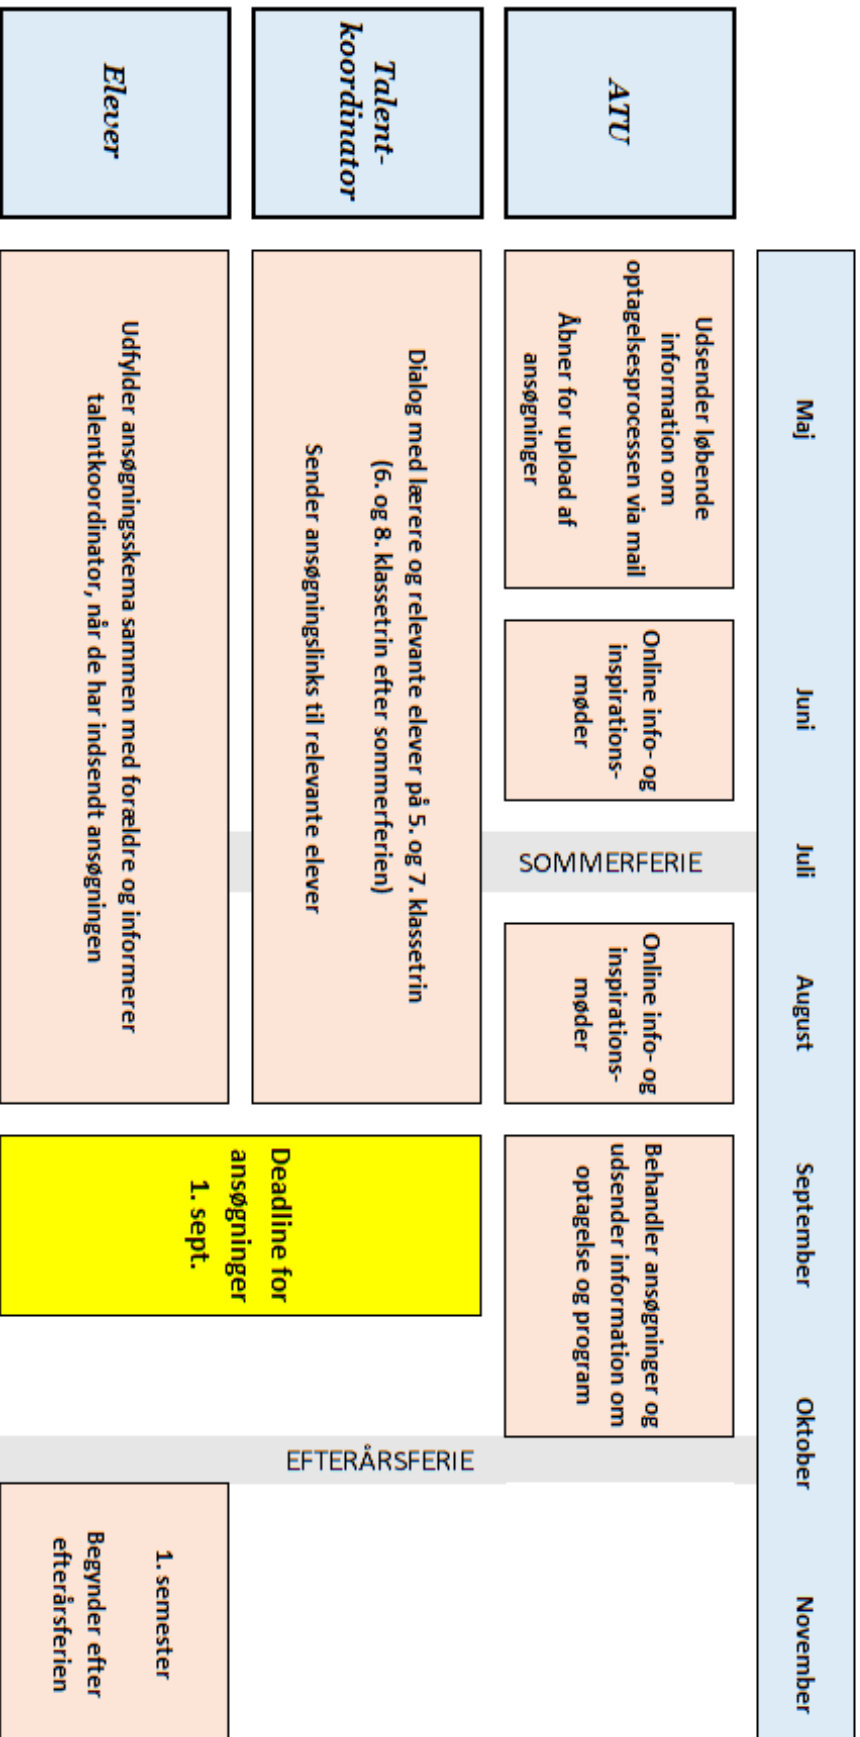 Maj
Juni
Juli
August
September
Oktober
November
ATU
Udsender løbende
information om
optagelsesprocessen via mail
Åbner for upload af
ansøgninger
Online info- og
inspirations-
møder
SOMMERFERIE
Online info- og
inspirations-
møder
Behandler ansøgninger og
udsender information om
optagelse og program
Talent-
koordinator
Dialog med lærere og relevante elever på 5. og 7. klassetrin
(6. og 8. klassetrin efter sommerferien)
Sender ansøgningslinks til relevante elever
Deadline for
ansøgninger
1. sept.
EFTERÅRSFERIE
Elever
Udfylder ansøgningsskema sammen med forældre og informerer
talentkoordinator, når de har indsendt ansøgningen
1. semester
Begynder efter
efterårsferien